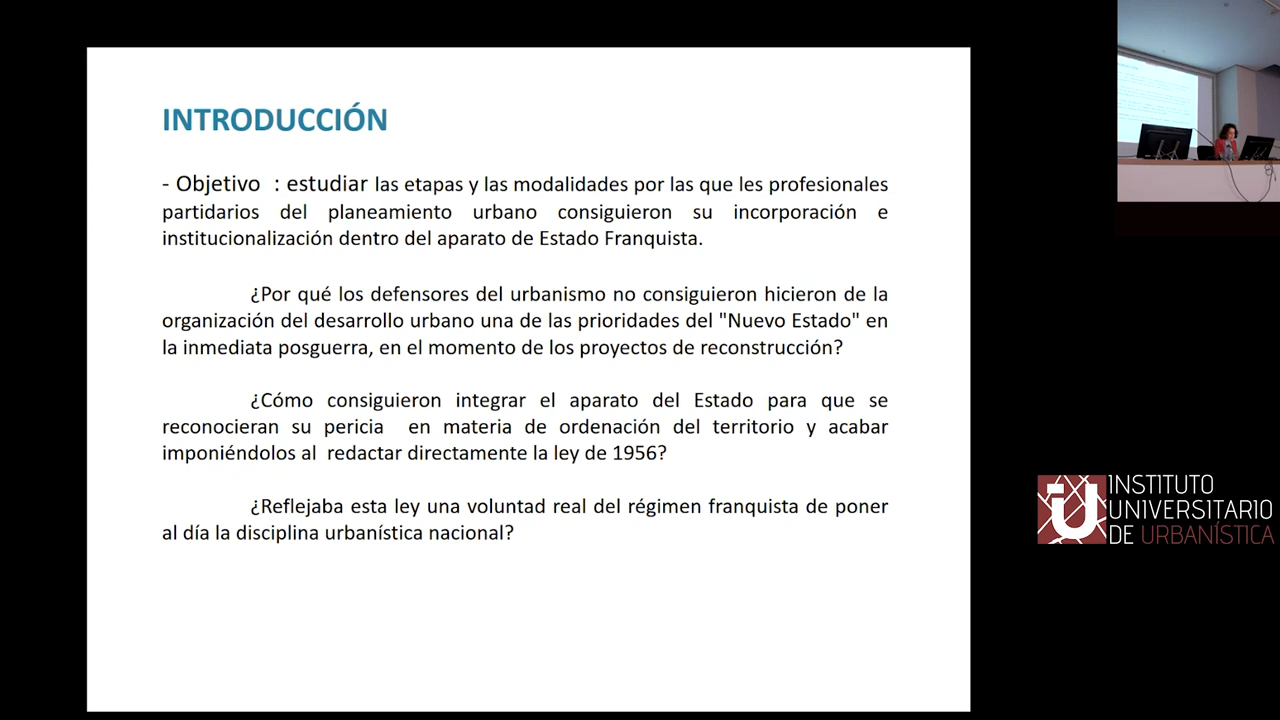 INTRODUCCIÓN
- Objetivo : estudiar las etapas y las modalidades por las que les profesionales
partidarios del planeamiento urbano consiguieron su incorporación e
institucionalización dentro del aparato de Estado Franquista.
¿Por qué los defensores del urbanismo no consiguieron hicieron de la
organización del desarrollo urbano una de las prioridades del "Nuevo Estado" en
la inmediata posguerra, en el momento de los proyectos de reconstrucción?
¿Cómo consiguieron integrar el aparato del Estado para que se
reconocieran su pericia en materia de ordenación del territorio y acabar
imponiéndolos al redactar directamente la ley de 1956?
¿Reflejaba esta ley una voluntad real del régimen franquista de poner
al día la disciplina urbanística nacional?
INSTITUTO
UNIVERSITARIO
DE URBANÍSTICA